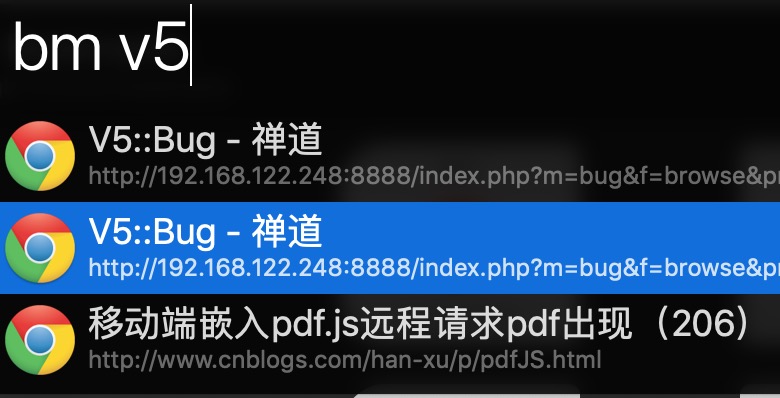 bm v5
V5::Bug - 禅道
http://192.168.122.248:8888/index.php?m=bug&f=browse&pr
V5::Bug - 禅道
http://192.168.122.248:8888/index.php?m=bug&f=browse&pr
移动端嵌入pdf.js远程请求pdf出现（206）
http://www.cnblogs.com/han-xu/p/pdfJS.html